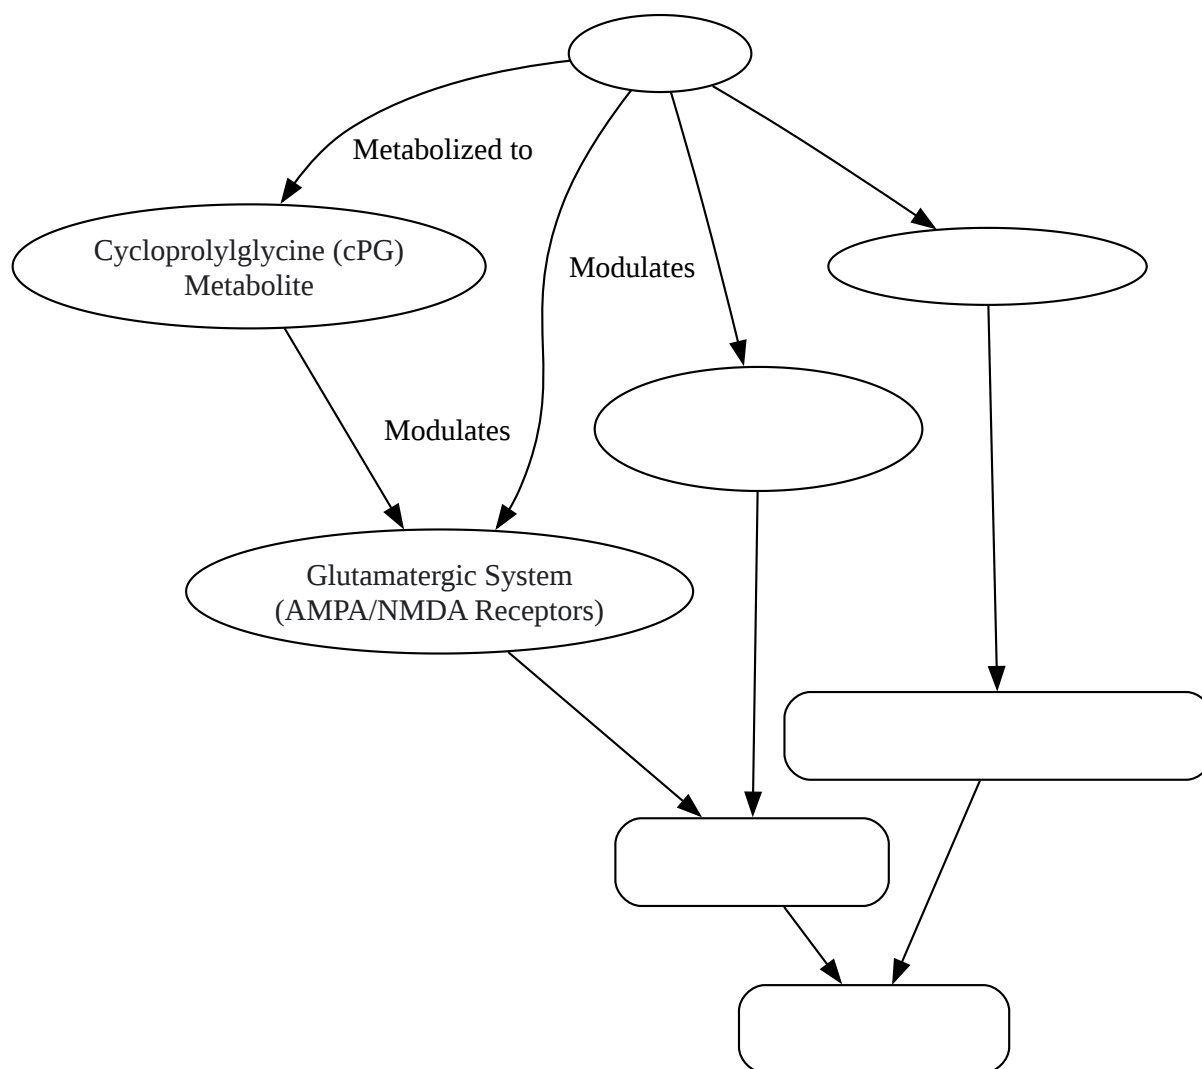 Metabolized to
Cycloprolylglycine (cPG)
Metabolite
Modulates
Modulates
Glutamatergic System
(AMPA/NMDA Receptors)